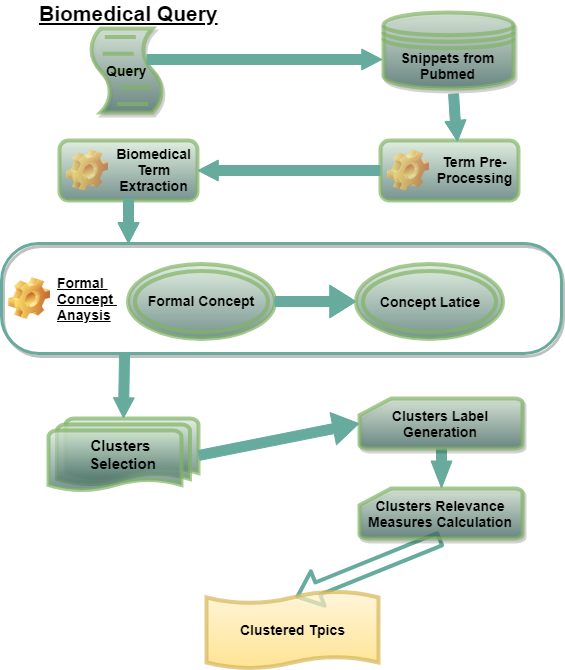 Biomedical Query
Query
Snippets from
Pubmed
Biomedical
Term
Extraction
Term Pre-
Processing
Formal
Concept
Anaysis
Formal Concept
Concept Latice
Clusters
Selection
Clusters Label
Generation
Clusters Relevance
Measures Calculation
Clustered Tpics